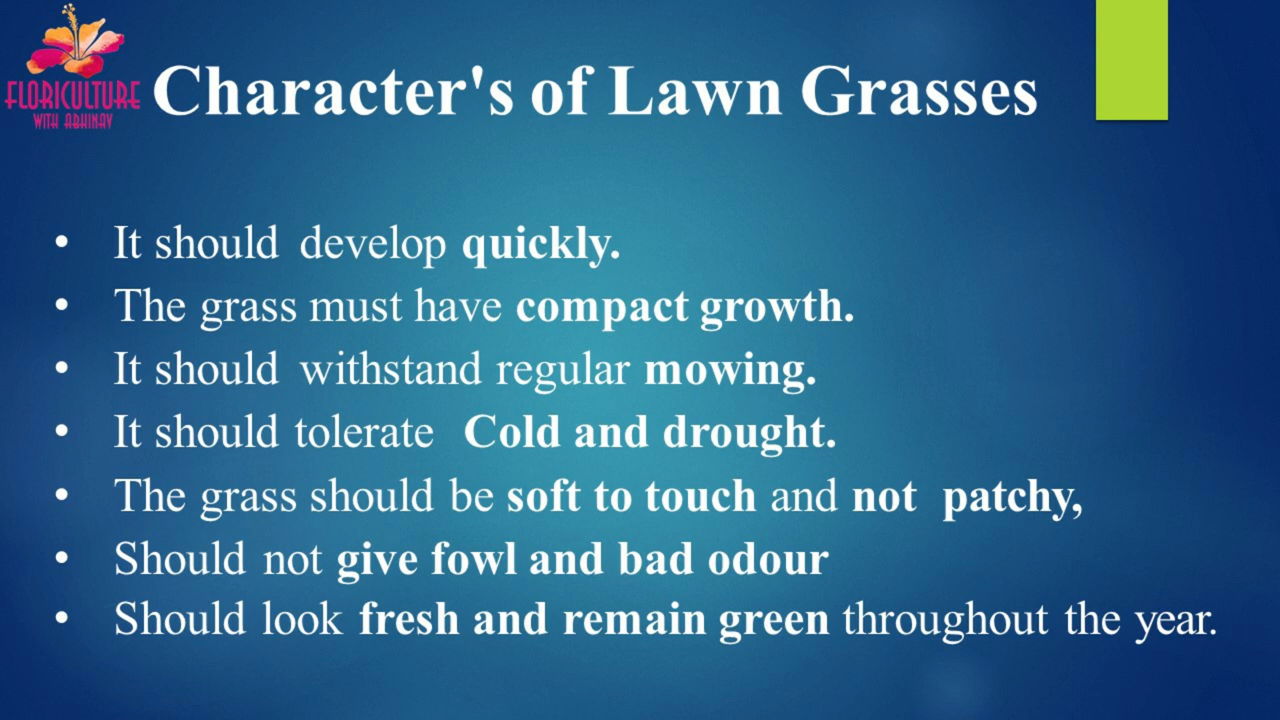 FLORICULTURE
WITH ABHINAV
Character's of Lawn Grasses
• It should develop quickly.
• The grass must have compact growth.
• It should withstand regular mowing.
• It should tolerate Cold and drought.
• The grass should be soft to touch and not patchy,
• Should not give fowl and bad odour
• Should look fresh and remain green throughout the year.